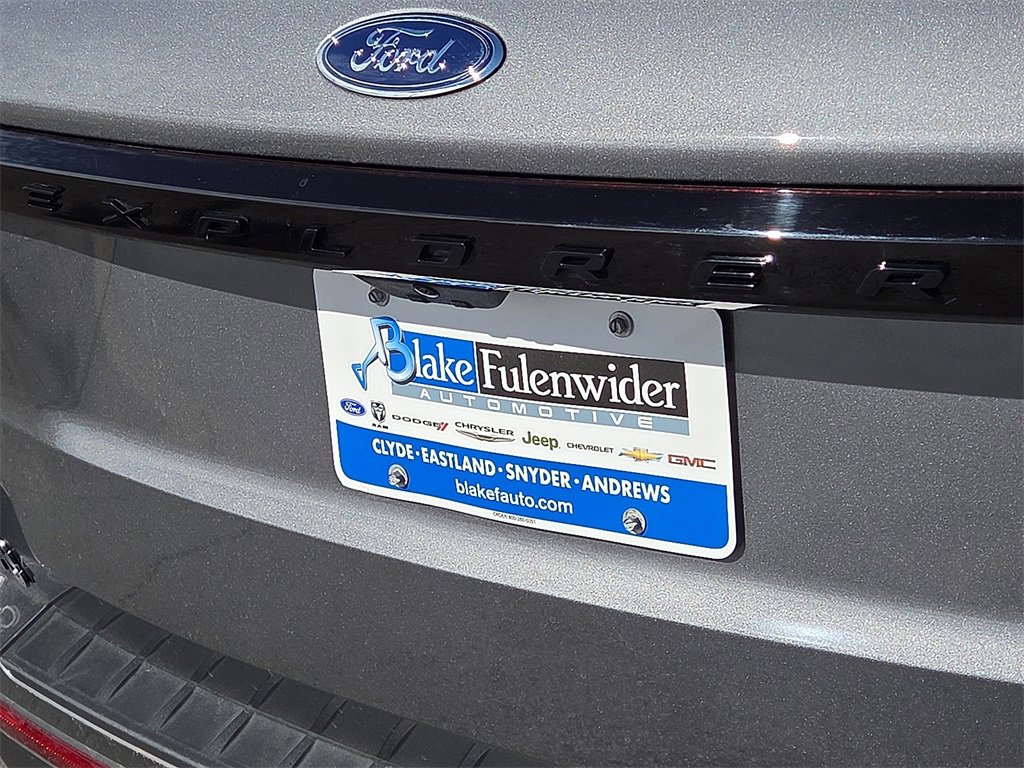 Ford
EXPLORER
Blake Fulenwider
AUTOMOTIVE
Ford RAM DODGE CHRYSLER Jeep CHEVROLET GMC
CLYDE·EASTLAND·SNYDER·ANDREWS
blakefauto.com